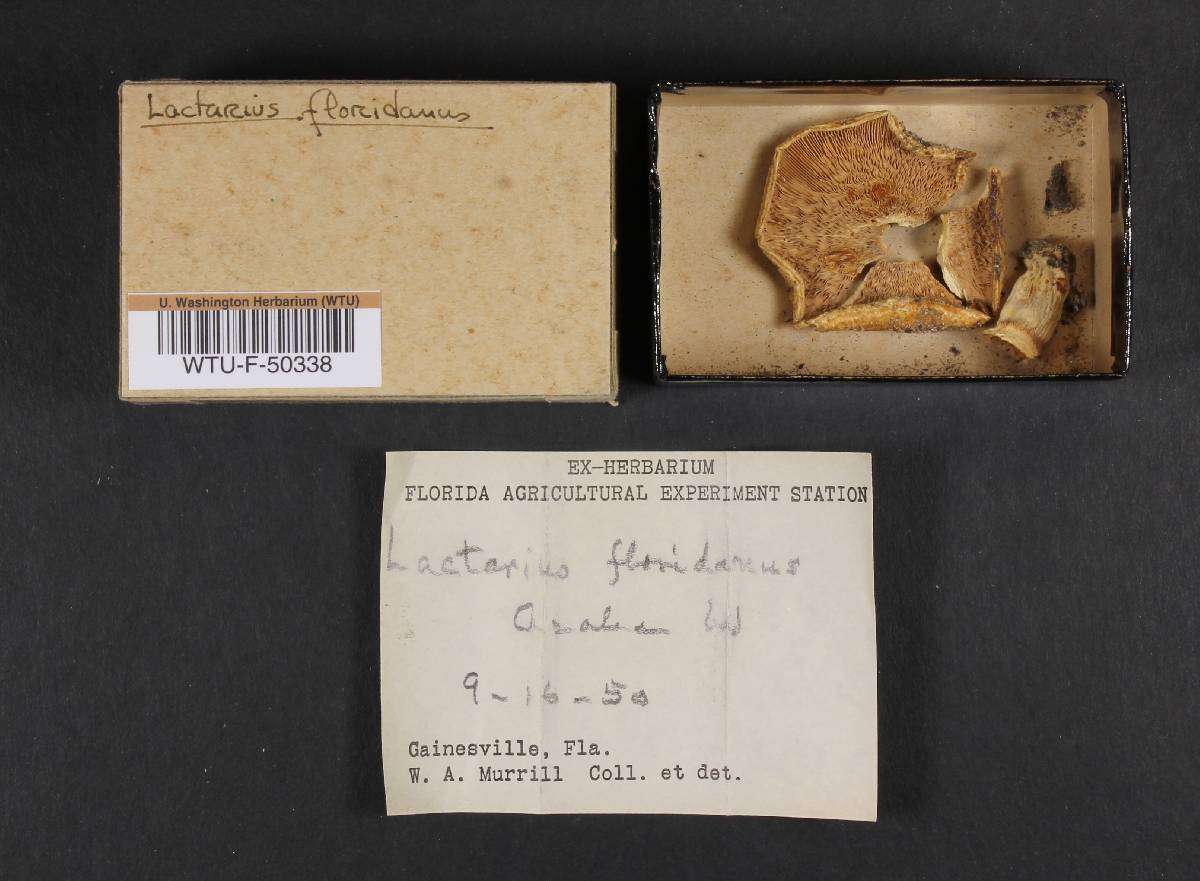 Lactarius floridanus
U. Washington Herbarium (WTU)
WTU-F-50338
EX-HERBARIUM
FLORIDA AGRICULTURAL EXPERIMENT STATION
Lactarius floridanus
9-16-50
Gainesville, Fla.
W. A. Murrill Coll. et det.